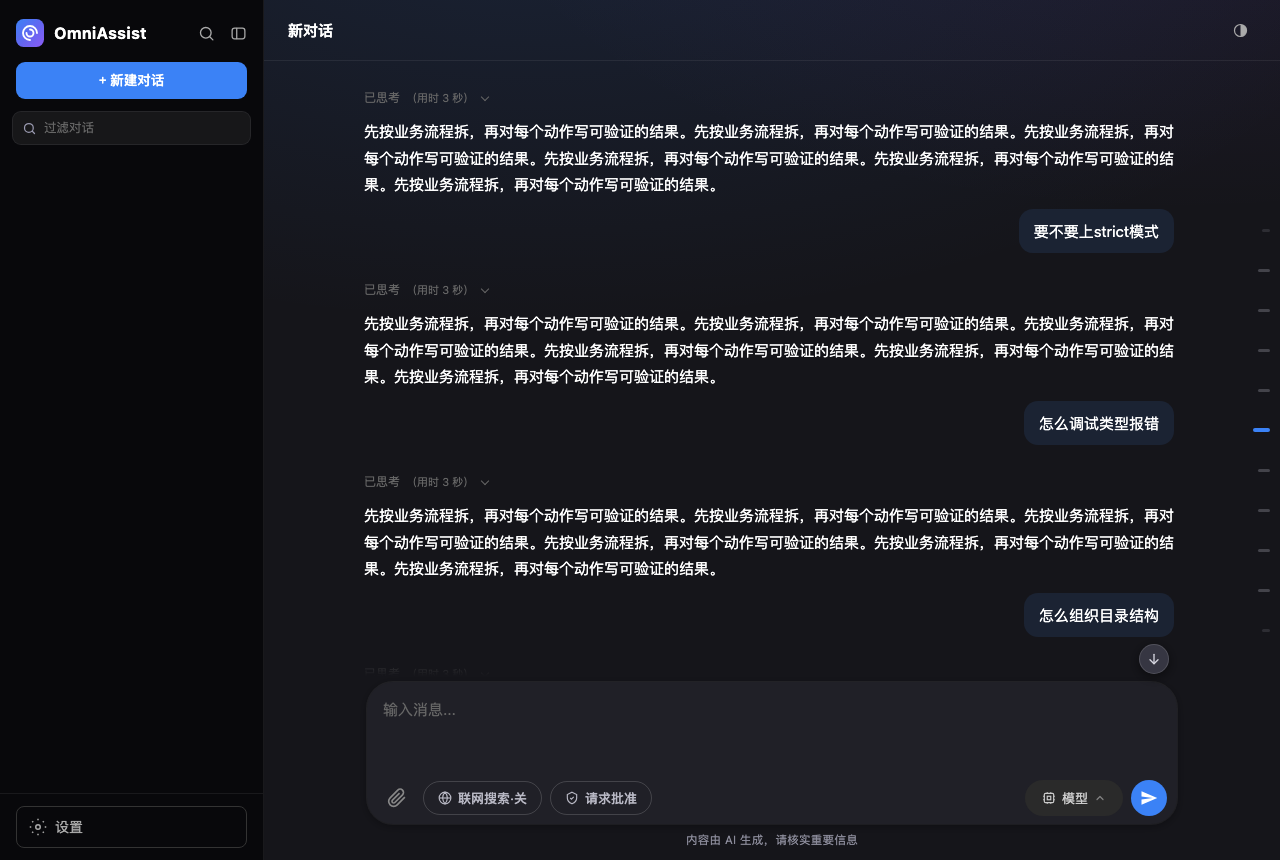 OmniAssist
+ 新建对话
过滤对话
设置
新对话
已思考 (用时 3 秒)
先按业务流程拆，再对每个动作写可验证的结果。先按业务流程拆，再对每个动作写可验证的结果。先按业务流程拆，再对
每个动作写可验证的结果。先按业务流程拆，再对每个动作写可验证的结果。先按业务流程拆，再对每个动作写可验证的结
果。先按业务流程拆，再对每个动作写可验证的结果。
要不要上strict模式
已思考 (用时 3 秒)
先按业务流程拆，再对每个动作写可验证的结果。先按业务流程拆，再对每个动作写可验证的结果。先按业务流程拆，再对
每个动作写可验证的结果。先按业务流程拆，再对每个动作写可验证的结果。先按业务流程拆，再对每个动作写可验证的结
果。先按业务流程拆，再对每个动作写可验证的结果。
怎么调试类型报错
已思考 (用时 3 秒)
先按业务流程拆，再对每个动作写可验证的结果。先按业务流程拆，再对每个动作写可验证的结果。先按业务流程拆，再对
每个动作写可验证的结果。先按业务流程拆，再对每个动作写可验证的结果。先按业务流程拆，再对每个动作写可验证的结
果。先按业务流程拆，再对每个动作写可验证的结果。
怎么组织目录结构
已思考 (用时 3 秒)
输入消息...
联网搜索·关
请求批准
模型
内容由 AI 生成，请核实重要信息